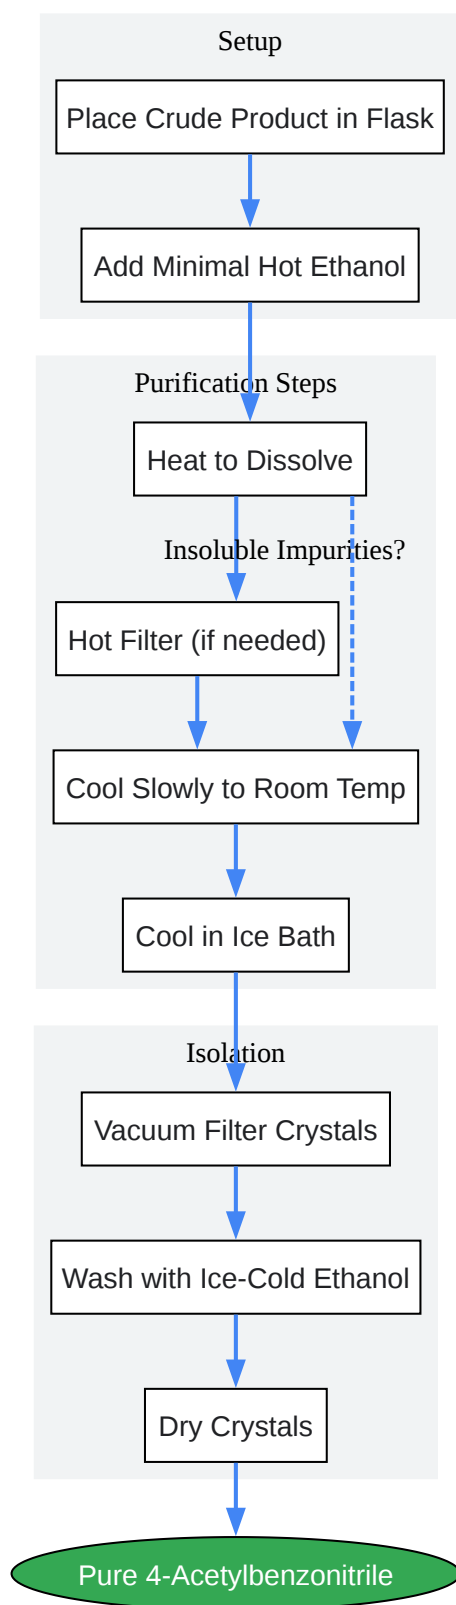 Setup
Place Crude Product in Flask
Add Minimal Hot Ethanol
Purification Steps
Heat to Dissolve
Insoluble Impurities?
Hot Filter (if needed)
Cool Slowly to Room Temp
Cool in Ice Bath
Isolation
Vacuum Filter Crystals
Wash with Ice-Cold Ethanol
Dry Crystals
Pure 4-Acetylbenzonitrile